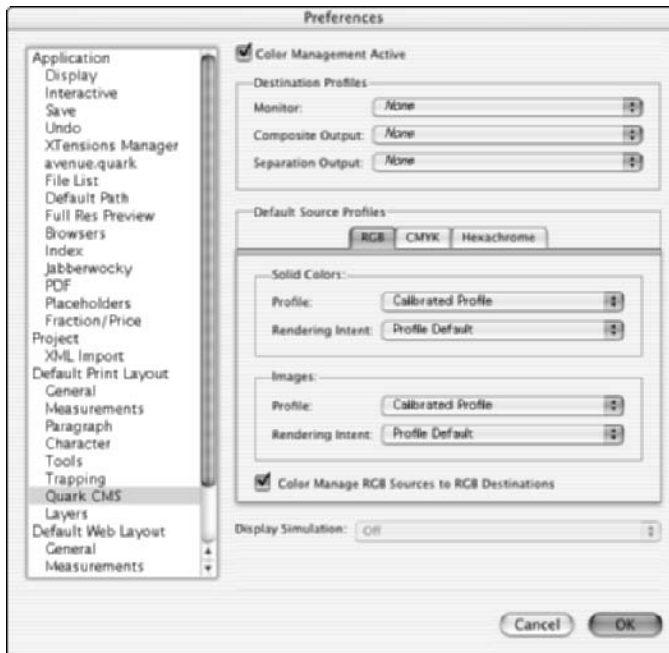 Preferences
Application
Display
Interactive
Save
Undo
XTensions Manager
avenue.quark
File List
Default Path
Full Res Preview
Browsers
Index
Jabberwocky
PDF
Placeholders
Fraction/Price
Project
XML Import
Default Print Layout
General
Measurements
Paragraph
Character
Tools
Trapping
Quark CMS
Layers
Default Web Layout
General
Measurements
Color Management Active
Destination Profiles
Monitor: None
Composite Output: None
Separation Output: None
Default Source Profiles
RGB CMYK Hexachrome
Solid Colors:
Profile: Calibrated Profile
Rendering Intent: Profile Default
Images:
Profile: Calibrated Profile
Rendering Intent: Profile Default
Color Manage RGB Sources to RGB Destinations
Display Simulation: Off
Cancel OK